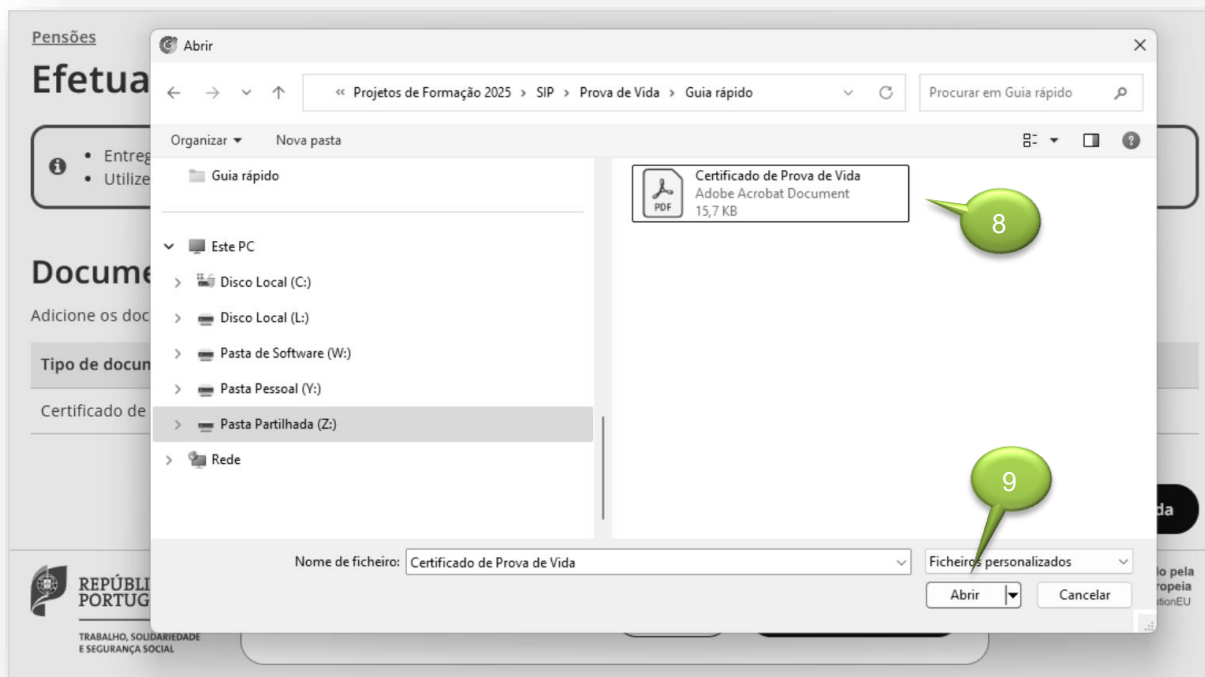 Pensões
Efetua
Entreg
Utilize
Docume
Adicione os doc
Tipo de docum
Certificado de
Abrir
« Projetos de Formação 2025 > SIP > Prova de Vida > Guia rápido
Procurar em Guia rápido
Organizar
Nova pasta
Guia rápido
Este PC
Disco Local (C:)
Disco Local (L:)
Pasta de Software (W:)
Pasta Pessoal (Y:)
Pasta Partilhada (Z:)
Rede
PDF
Certificado de Prova de Vida
Adobe Acrobat Document
15,7 KB
8
9
Nome de ficheiro: Certificado de Prova de Vida
Ficheiros personalizados
Abrir
Cancelar
da
REPÚBLI
PORTUG
TRABALHO, SOLIDARIEDADE
E SEGURANÇA SOCIAL
o pela
ropeia
tionEU